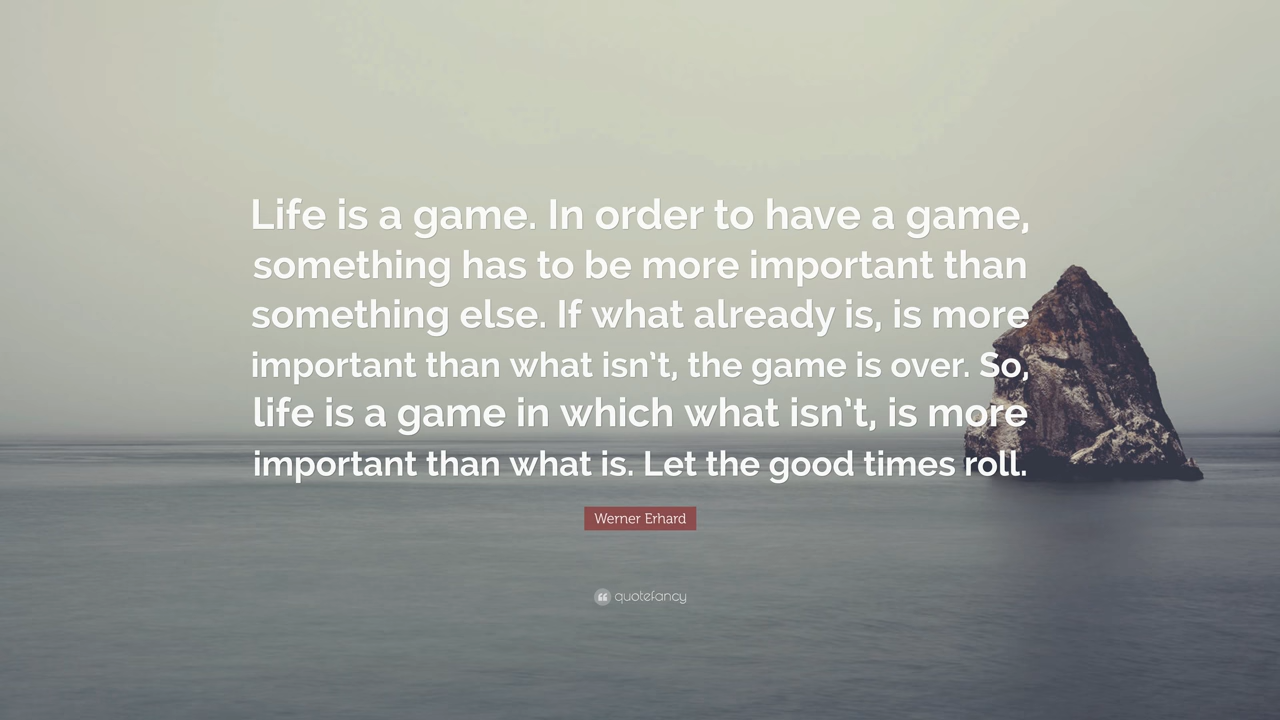 Life is a game. In order to have a game,
something has to be more important than
something else. If what already is, is more
important than what isn’t, the game is over. So,
life is a game in which what isn’t, is more
important than what is. Let the good times roll.
Werner Erhard
quotefancy